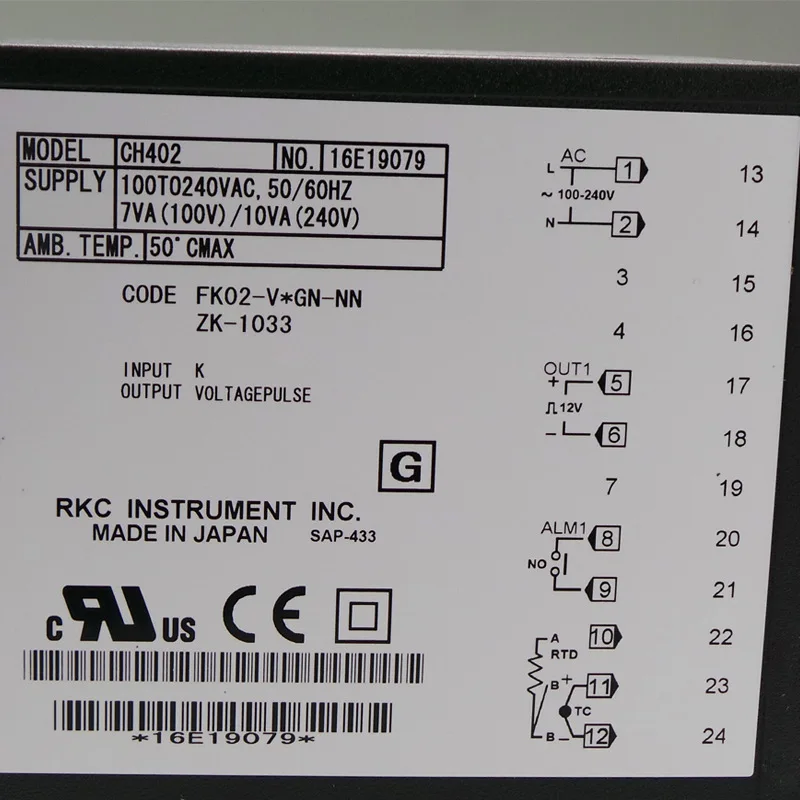 MODEL CH402 NO. 16E19079
SUPPLY 100TO240VAC, 50/60HZ
7VA(100V)/10VA(240V)
AMB. TEMP. 50°CMAX
CODE FK02-V*GN-NN
ZK-1033
INPUT K
OUTPUT VOLTAGEPULSE
G
RKC INSTRUMENT INC.
MADE IN JAPAN SAP-433
c RU US CE
*16E19079*
AC
L 1 13
~ 100-240V
N 2 14
3 15
4 16
OUT1
+ 5 17
12V
- 6 18
7 19
ALM1 8 20
NO
9 21
A 10 22
RTD
B + 11 23
TC
B - 12 24